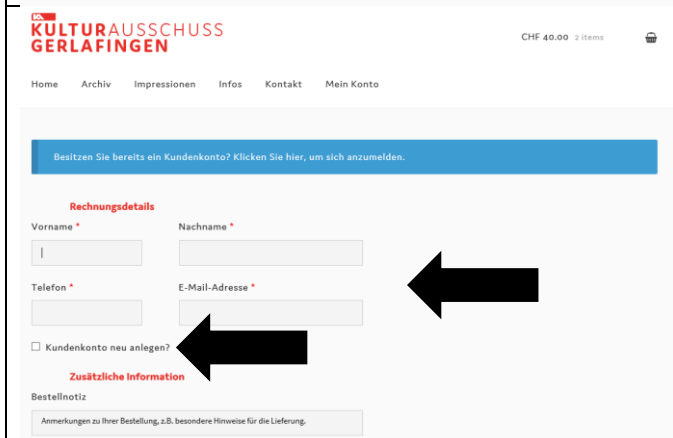 KULTURAUSSCHUSS
GERLAFINGEN
CHF 40.00 2 items
Home Archiv Impressionen Infos Kontakt Mein Konto
Besitzen Sie bereits ein Kundenkonto? Klicken Sie hier, um sich anzumelden.
Rechnungsdetails
Vorname * Nachname *
Telefon * E-Mail-Adresse *
Kundenkonto neu anlegen?
Zusätzliche Information
Bestellnotiz
Anmerkungen zu Ihrer Bestellung, z.B. besondere Hinweise für die Lieferung.